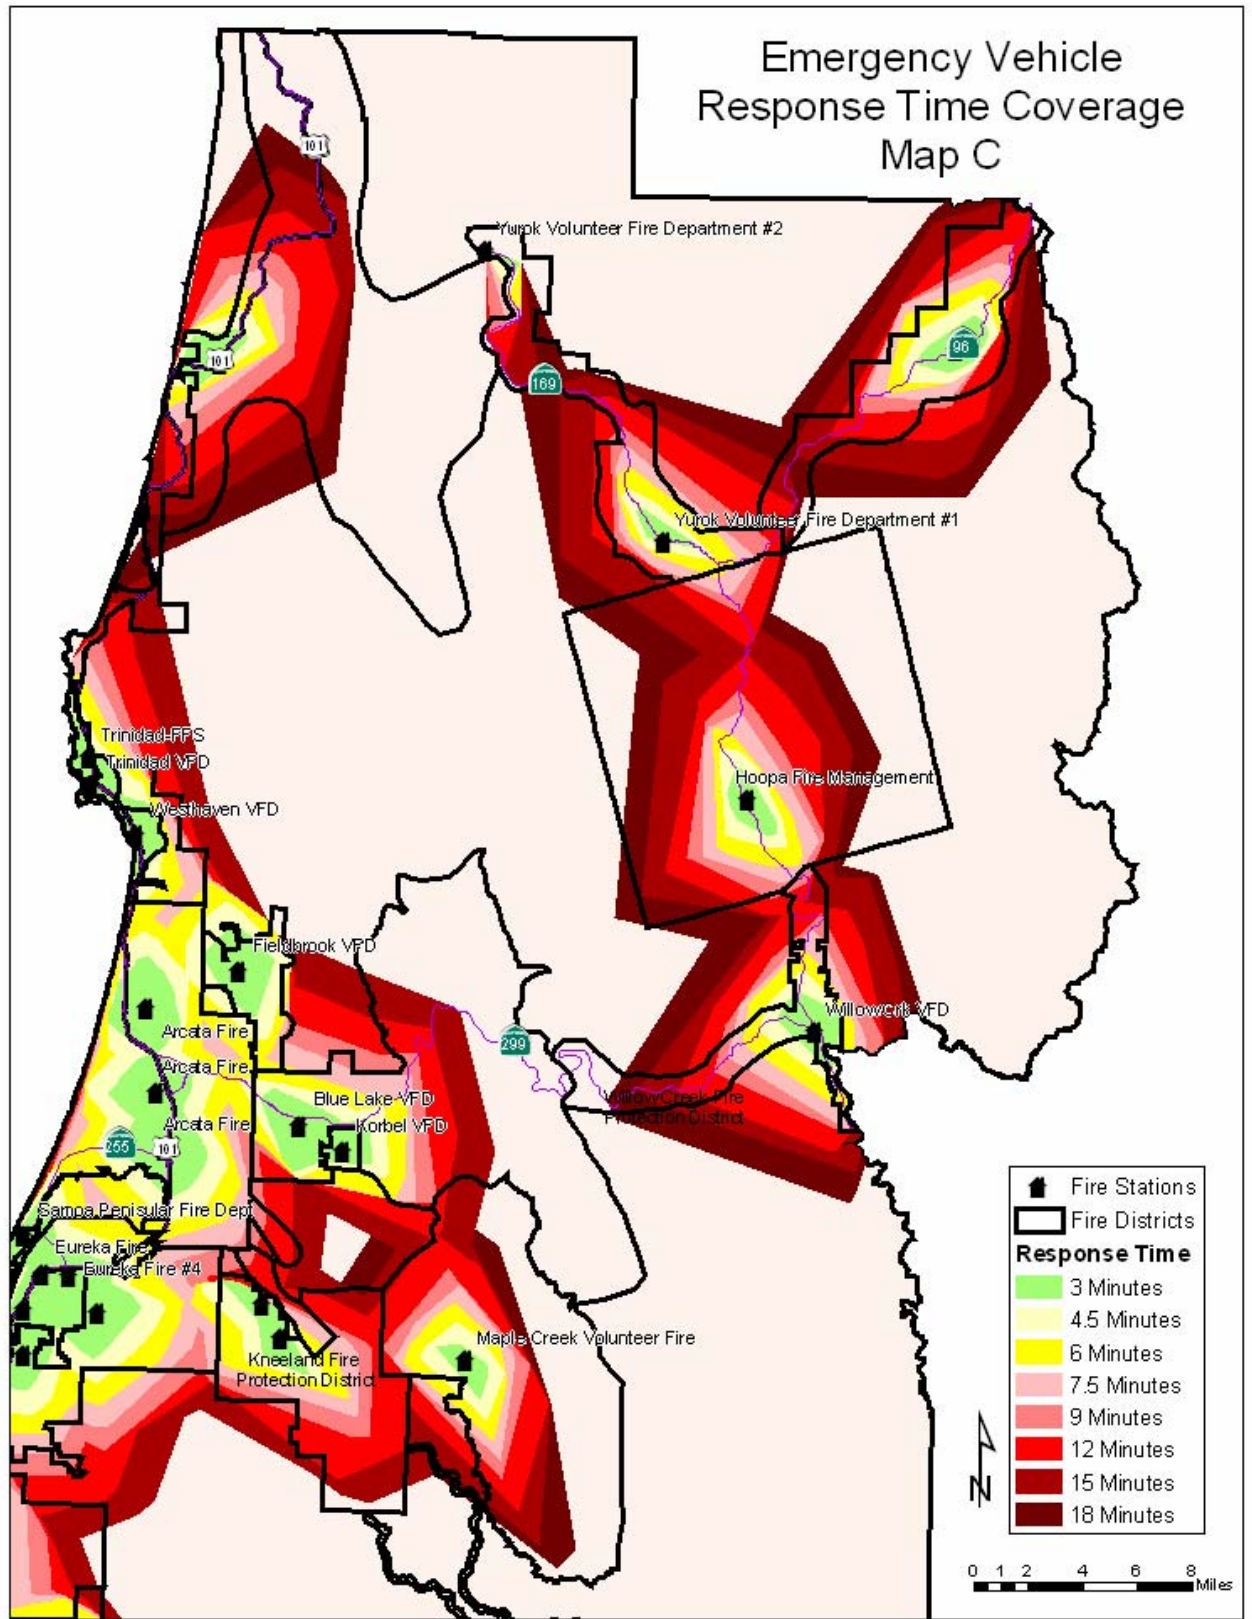 Emergency Vehicle
Response Time Coverage
Map C
101
Yurok Volunteer Fire Department #2
101
96
169
Yurok Volunteer Fire Department #1
Trinidad-FFS
Trinidad VFD
Hoopa Fire Management
Westhaven VFD
Fieldbrook VFD
Willowcrk VFD
Arcata Fire
299
Arcata Fire
Blue Lake VFD
Willow Creek Fire
Protection District
Arcata Fire
Korbel VFD
255
101
Samoa Penisular Fire Dept
Eureka Fire
Eureka Fire #4
Maple Creek Volunteer Fire
Kneeland Fire
Protection District
Fire Stations
Fire Districts
Response Time
3 Minutes
4.5 Minutes
6 Minutes
7.5 Minutes
9 Minutes
12 Minutes
15 Minutes
18 Minutes
N
0 1 2 4 6 8
Miles